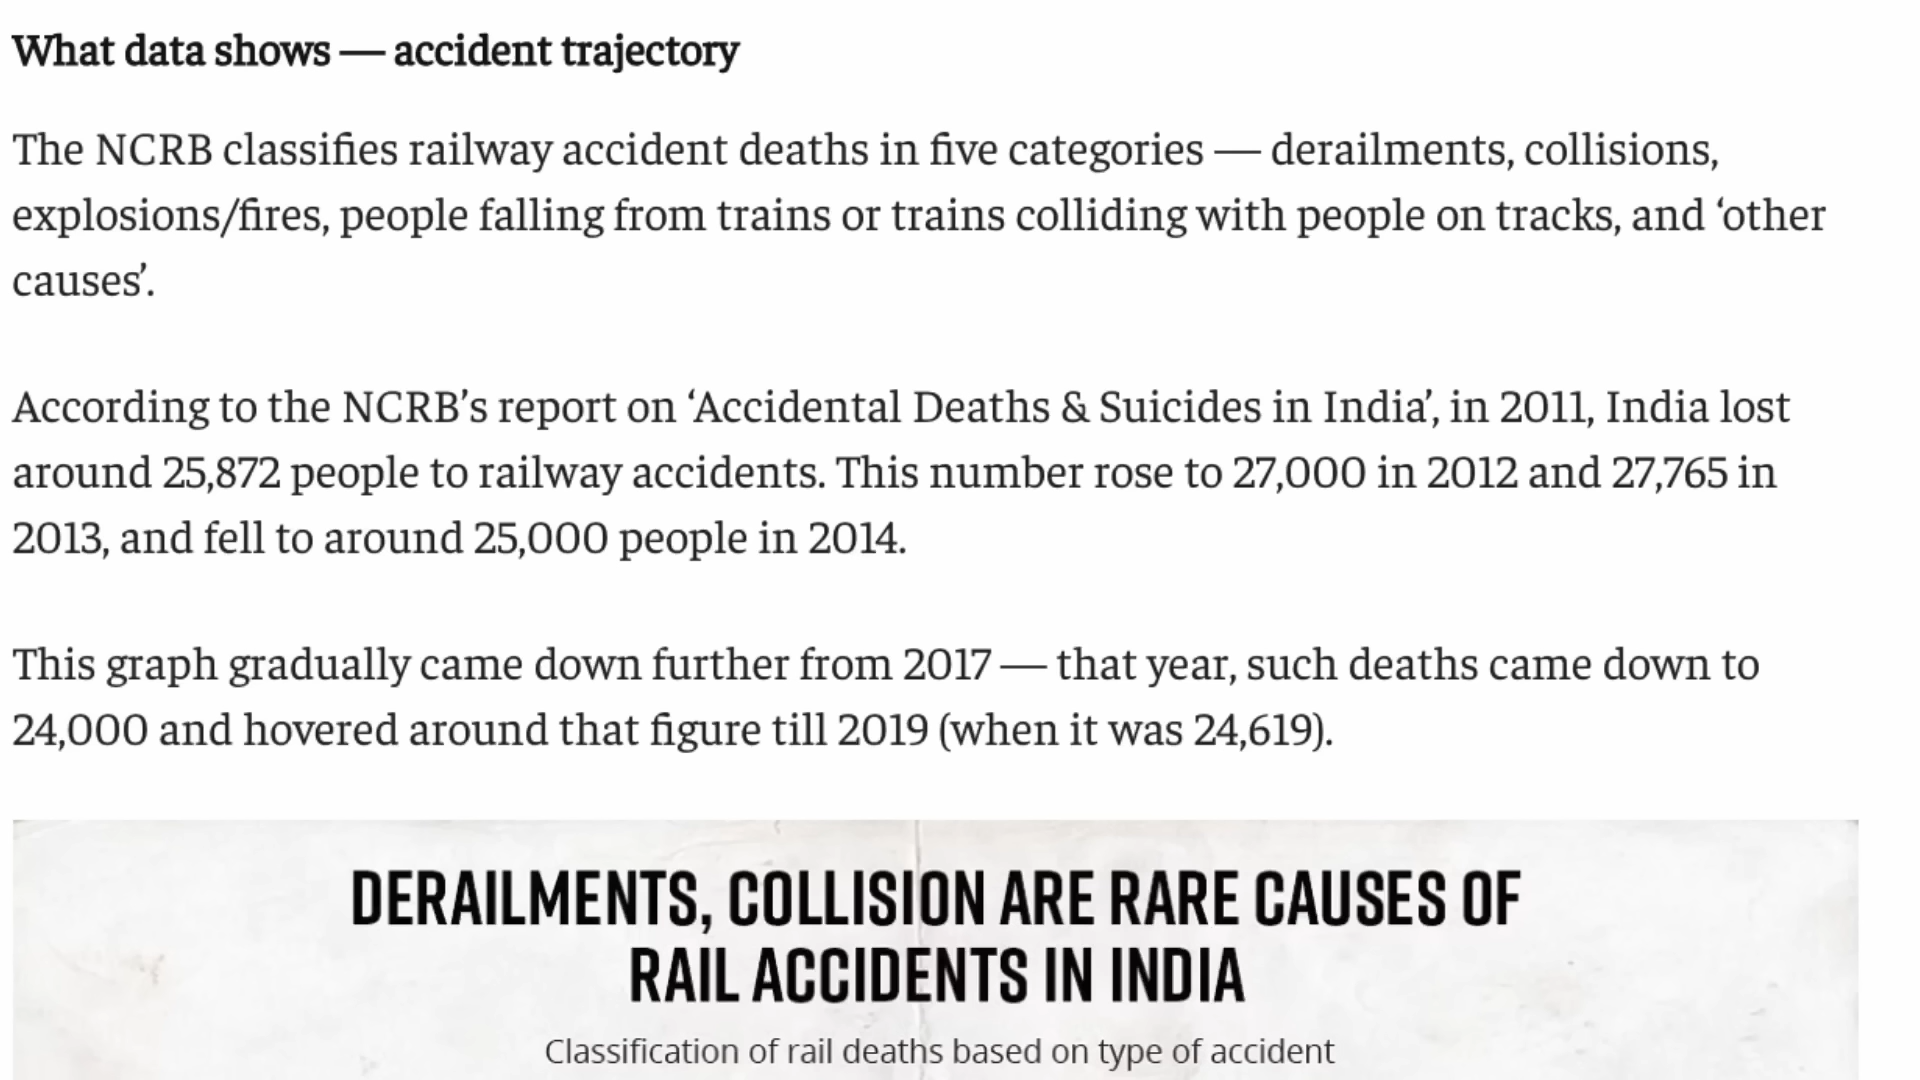 What data shows — accident trajectory
The NCRB classifies railway accident deaths in five categories — derailments, collisions,
explosions/fires, people falling from trains or trains colliding with people on tracks, and ‘other
causes’.
According to the NCRB’s report on ‘Accidental Deaths & Suicides in India’, in 2011, India lost
around 25,872 people to railway accidents. This number rose to 27,000 in 2012 and 27,765 in
2013, and fell to around 25,000 people in 2014.
This graph gradually came down further from 2017 — that year, such deaths came down to
24,000 and hovered around that figure till 2019 (when it was 24,619).
DERAILMENTS, COLLISION ARE RARE CAUSES OF
RAIL ACCIDENTS IN INDIA
Classification of rail deaths based on type of accident